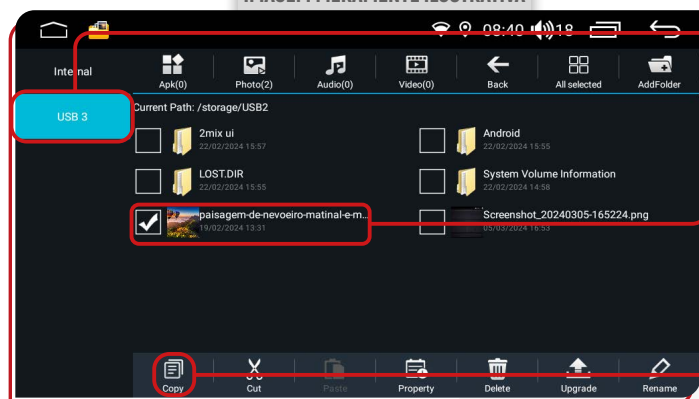 08:40 18
Internal
Apk(0) Photo(2) Audio(0) Video(0) Back All selected AddFolder
USB 3
Current Path: /storage/USB2
2mix ui
22/02/2024 15:57
Android
22/02/2024 15:55
LOST.DIR
22/02/2024 15:55
System Volume Information
22/02/2024 14:58
paisagem-de-nevoeiro-matinal-e-m...
19/02/2024 13:31
Screenshot_20240305-165224.png
05/03/2024 16:53
Copy Cut Paste Property Delete Upgrade Rename